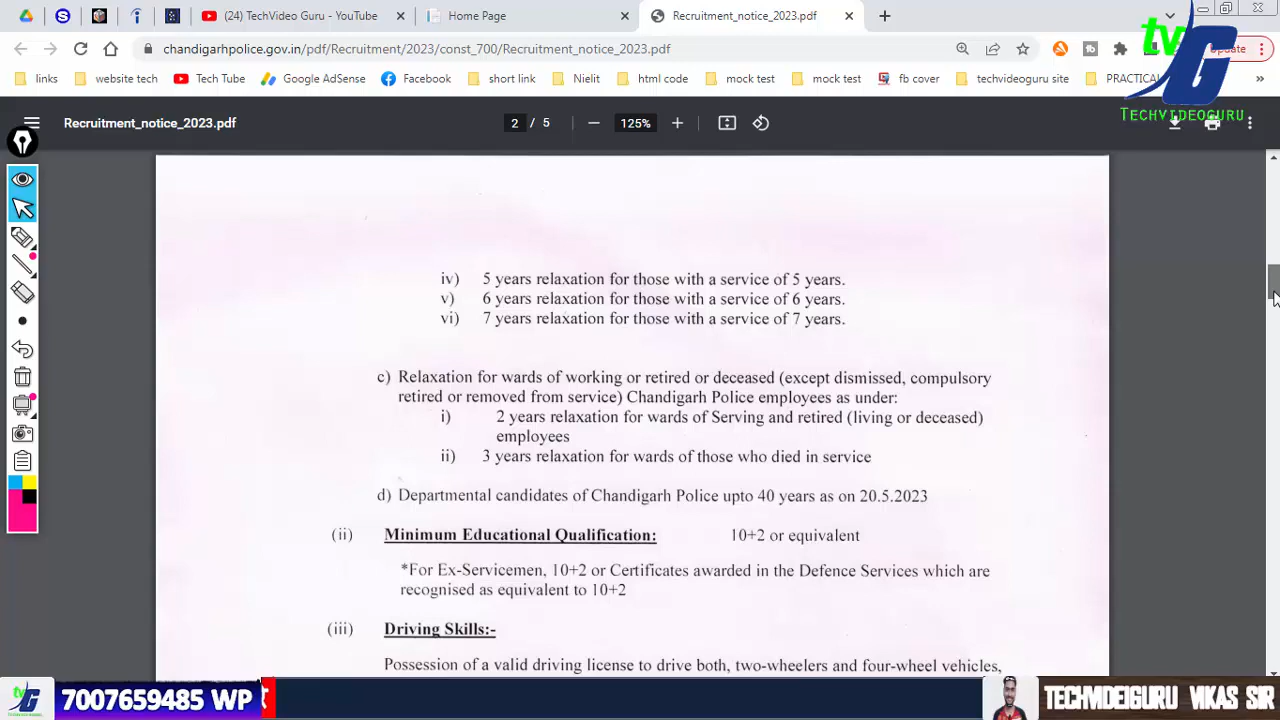 (24) TechVideo Guru - YouTube
Home Page
Recruitment_notice_2023.pdf
chandigarhpolice.gov.in/pdf/Recruitment/2023/const_700/Recruitment_notice_2023.pdf
Update
links
website tech
Tech Tube
Google AdSense
Facebook
short link
Nielit
html code
mock test
mock test
fb cover
techvideoguru site
PRACTICAL
tv
G
TECHVIDEOGURU
Recruitment_notice_2023.pdf
2 / 5
125%
iv) 5 years relaxation for those with a service of 5 years.
v) 6 years relaxation for those with a service of 6 years.
vi) 7 years relaxation for those with a service of 7 years.
c) Relaxation for wards of working or retired or deceased (except dismissed, compulsory
retired or removed from service) Chandigarh Police employees as under:
i) 2 years relaxation for wards of Serving and retired (living or deceased)
employees
ii) 3 years relaxation for wards of those who died in service
d) Departmental candidates of Chandigarh Police upto 40 years as on 20.5.2023
(ii) Minimum Educational Qualification: 10+2 or equivalent
*For Ex-Servicemen, 10+2 or Certificates awarded in the Defence Services which are
recognised as equivalent to 10+2
(iii) Driving Skills:-
Possession of a valid driving license to drive both, two-wheelers and four-wheel vehicles,
tv G
7007659485 WP
TECHVIDEIGURU VIKAS SIR